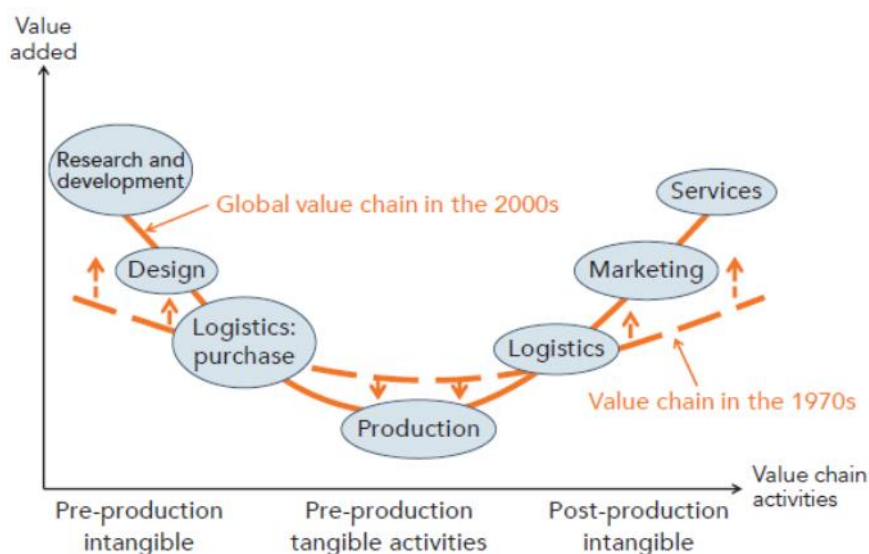 Value
added
Research and
development
Global value chain in the 2000s
Services
Design
Marketing
Logistics:
purchase
Logistics
Value chain in the 1970s
Production
Value chain
activities
Pre-production
intangible
Pre-production
tangible activities
Post-production
intangible